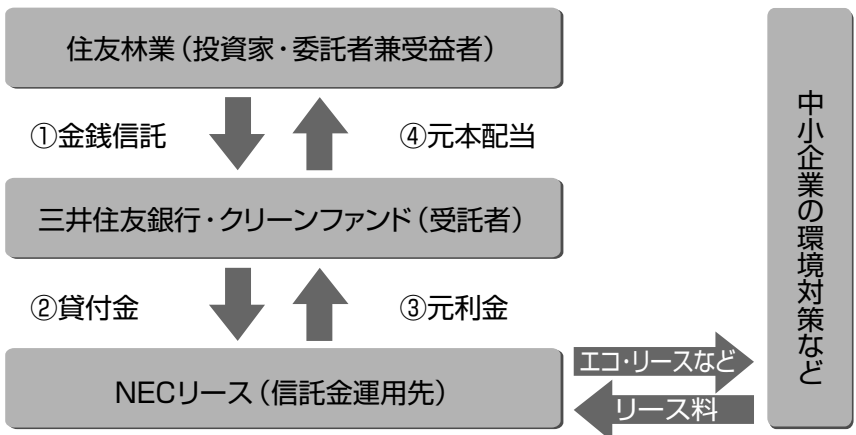 住友林業（投資家・委託者兼受益者）
①金銭信託
④元本配当
三井住友銀行・クリーンファンド（受託者）
②貸付金
③元利金
NECリース（信託金運用先）
エコ・リースなど
リース料
中小企業の環境対策など